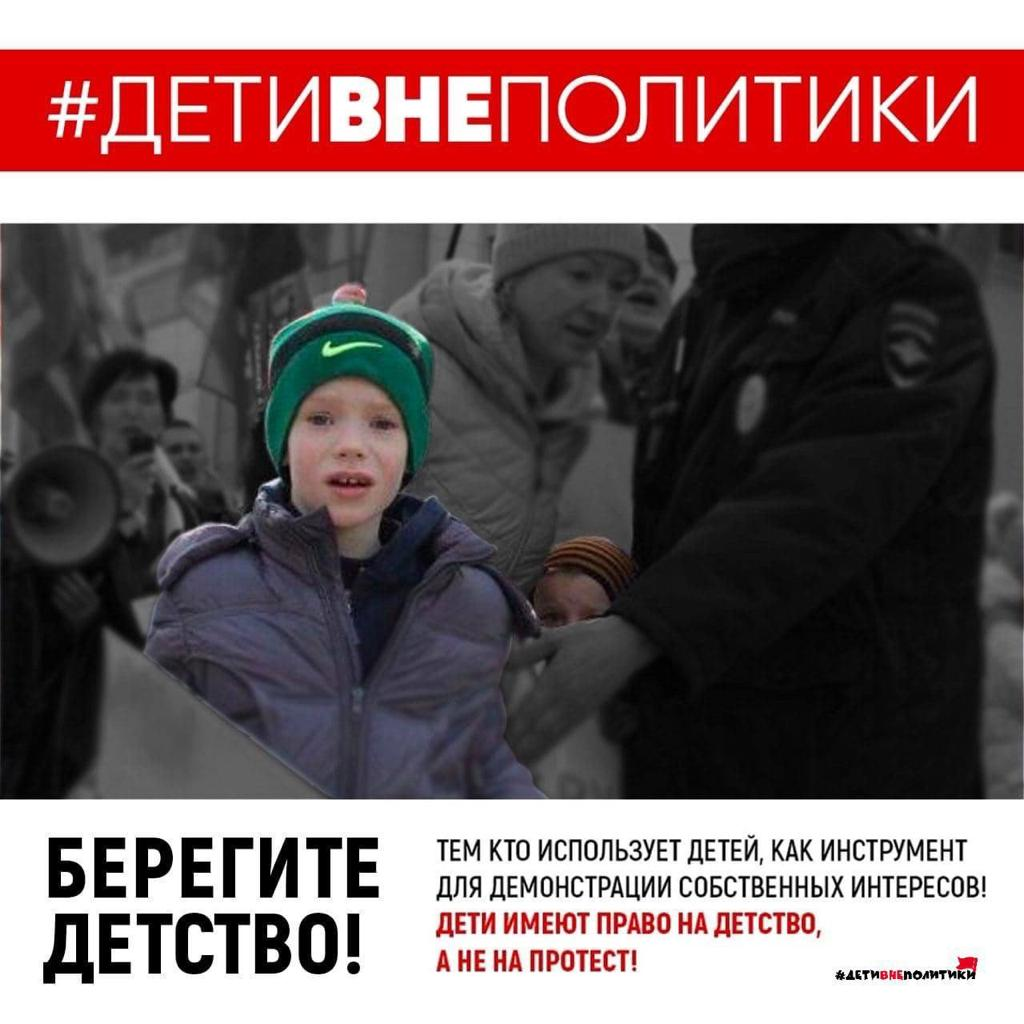 #ДЕТИВНЕПОЛИТИКИ
БЕРЕГИТЕ
ДЕТСТВО!
ТЕМ КТО ИСПОЛЬЗУЕТ ДЕТЕЙ, КАК ИНСТРУМЕНТ
ДЛЯ ДЕМОНСТРАЦИИ СОБСТВЕННЫХ ИНТЕРЕСОВ!
ДЕТИ ИМЕЮТ ПРАВО НА ДЕТСТВО,
А НЕ НА ПРОТЕСТ!
#ДЕТИВНЕПОЛИТИКИ